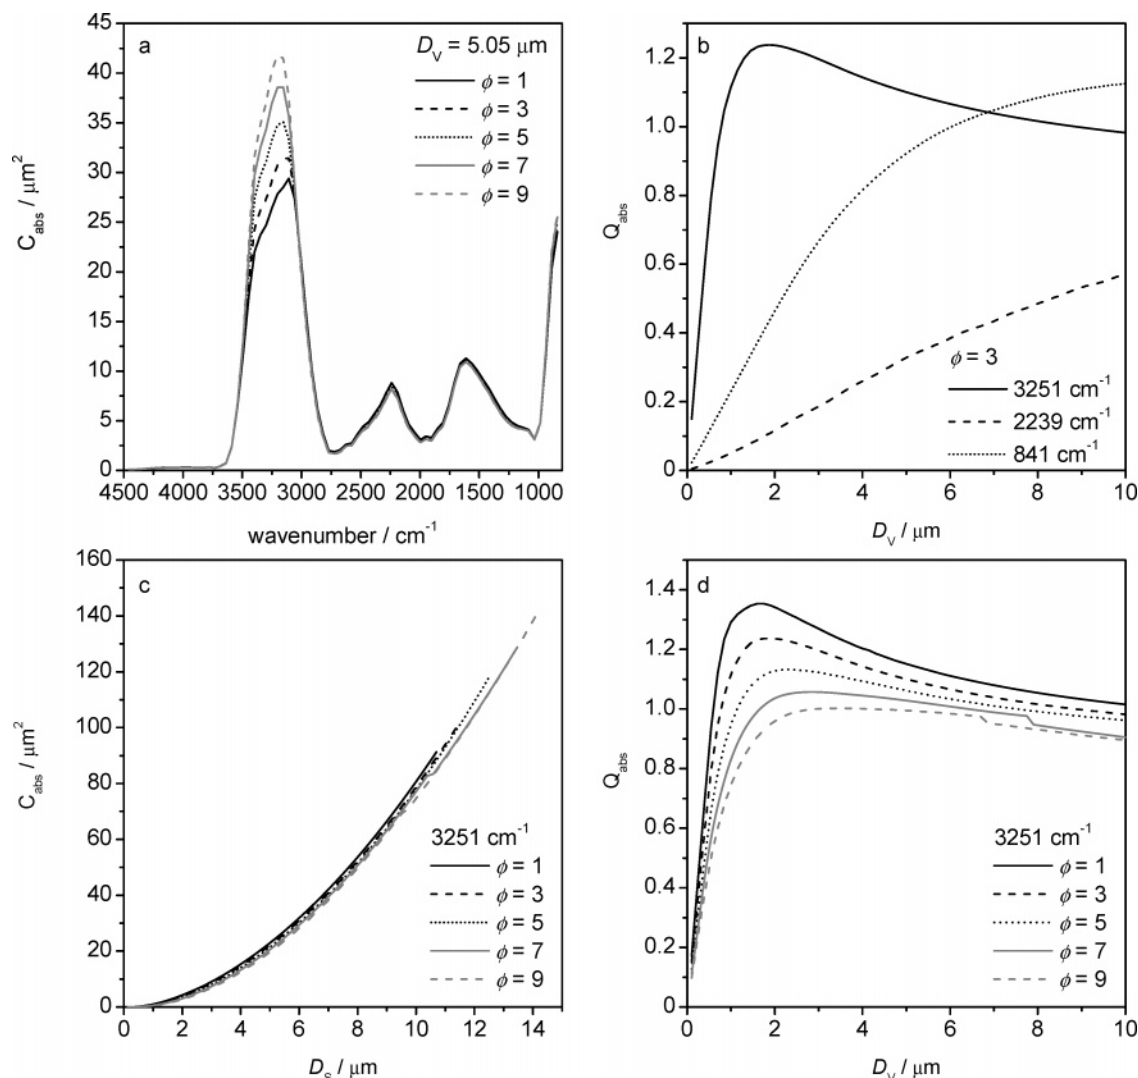 a
D_V = 5.05 μm
ϕ = 1
ϕ = 3
ϕ = 5
ϕ = 7
ϕ = 9
45
40
35
30
25
20
15
10
5
0
C_abs / μm²
4500 4000 3500 3000 2500 2000 1500 1000
wavenumber / cm⁻¹
b
1.2
1.0
0.8
0.6
0.4
0.2
0
Q_abs
ϕ = 3
3251 cm⁻¹
2239 cm⁻¹
841 cm⁻¹
0 2 4 6 8 10
D_V / μm
c
160
140
120
100
80
60
40
20
0
C_abs / μm²
3251 cm⁻¹
ϕ = 1
ϕ = 3
ϕ = 5
ϕ = 7
ϕ = 9
0 2 4 6 8 10 12 14
D_S / μm
d
1.4
1.2
1.0
0.8
0.6
0.4
0.2
0
Q_abs
3251 cm⁻¹
ϕ = 1
ϕ = 3
ϕ = 5
ϕ = 7
ϕ = 9
0 2 4 6 8 10
D_V / μm